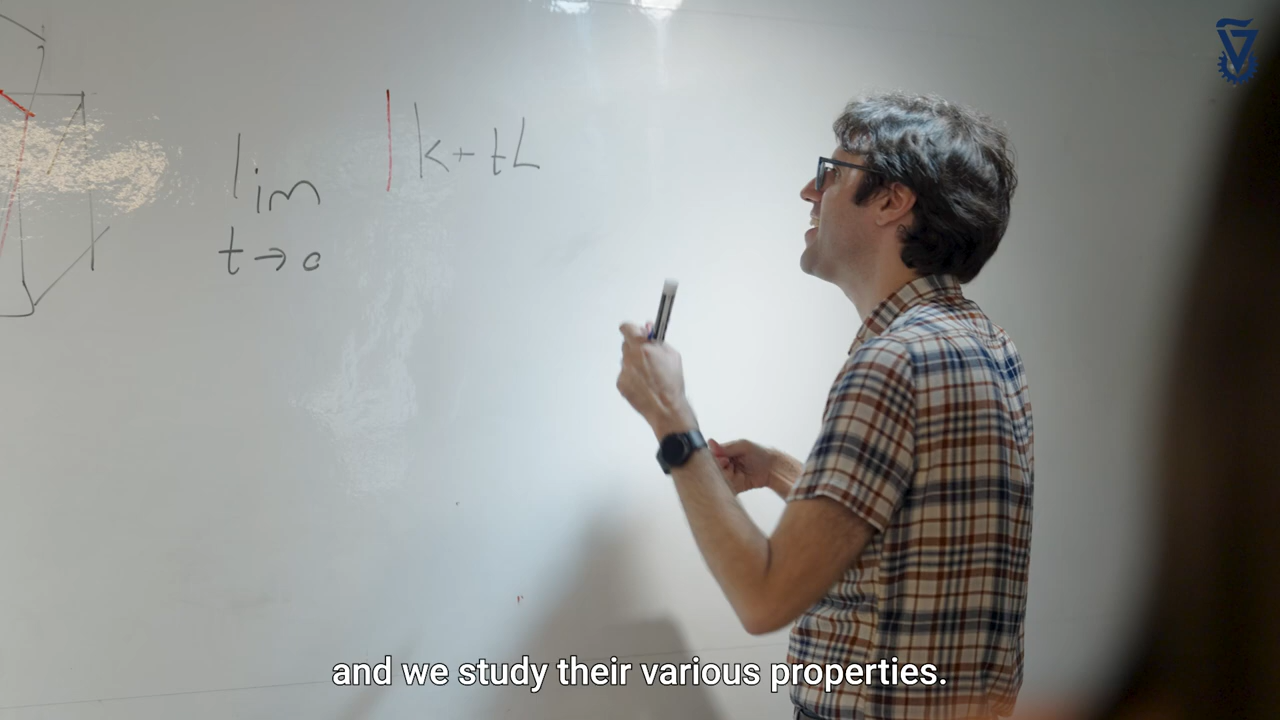 lim
t→0
| |K+tL
and we study their various properties.